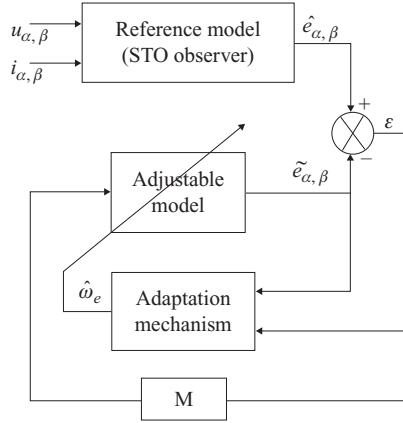 u_{α, β}
i_{α, β}
Reference model
(STO observer)
ê_{α, β}
+
ε
−
Adjustable
model
ẽ_{α, β}
ω̂_e
Adaptation
mechanism
M